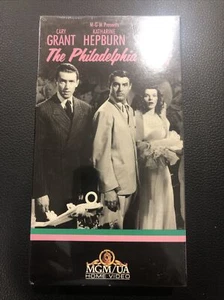 M·G·M Presents
CARY KATHARINE
GRANT HEPBURN
The Philadelphia
MGM/UA
HOME VIDEO